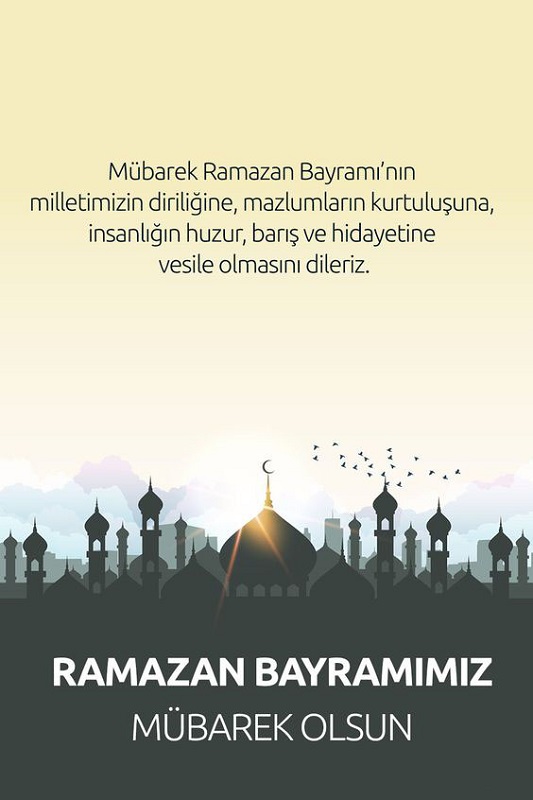 Mübarek Ramazan Bayramı’nın
milletimizin diriliğine, mazlumların kurtuluşuna,
insanlığın huzur, barış ve hidayetine
vesile olmasını dileriz.
RAMAZAN BAYRAMIMIZ
MÜBAREK OLSUN